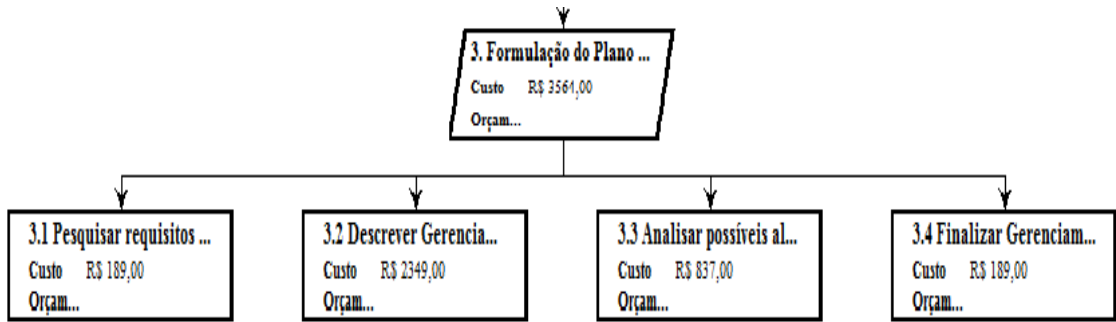 3. Formulação do Plano ...
Custo R$ 3564,00
Orçam...
3.1 Pesquisar requisitos ...
Custo R$ 189,00
Orçam...
3.2 Descrever Gerencia...
Custo R$ 2349,00
Orçam...
3.3 Analisar possíveis al...
Custo R$ 837,00
Orçam...
3.4 Finalizar Gerenciam...
Custo R$ 189,00
Orçam...